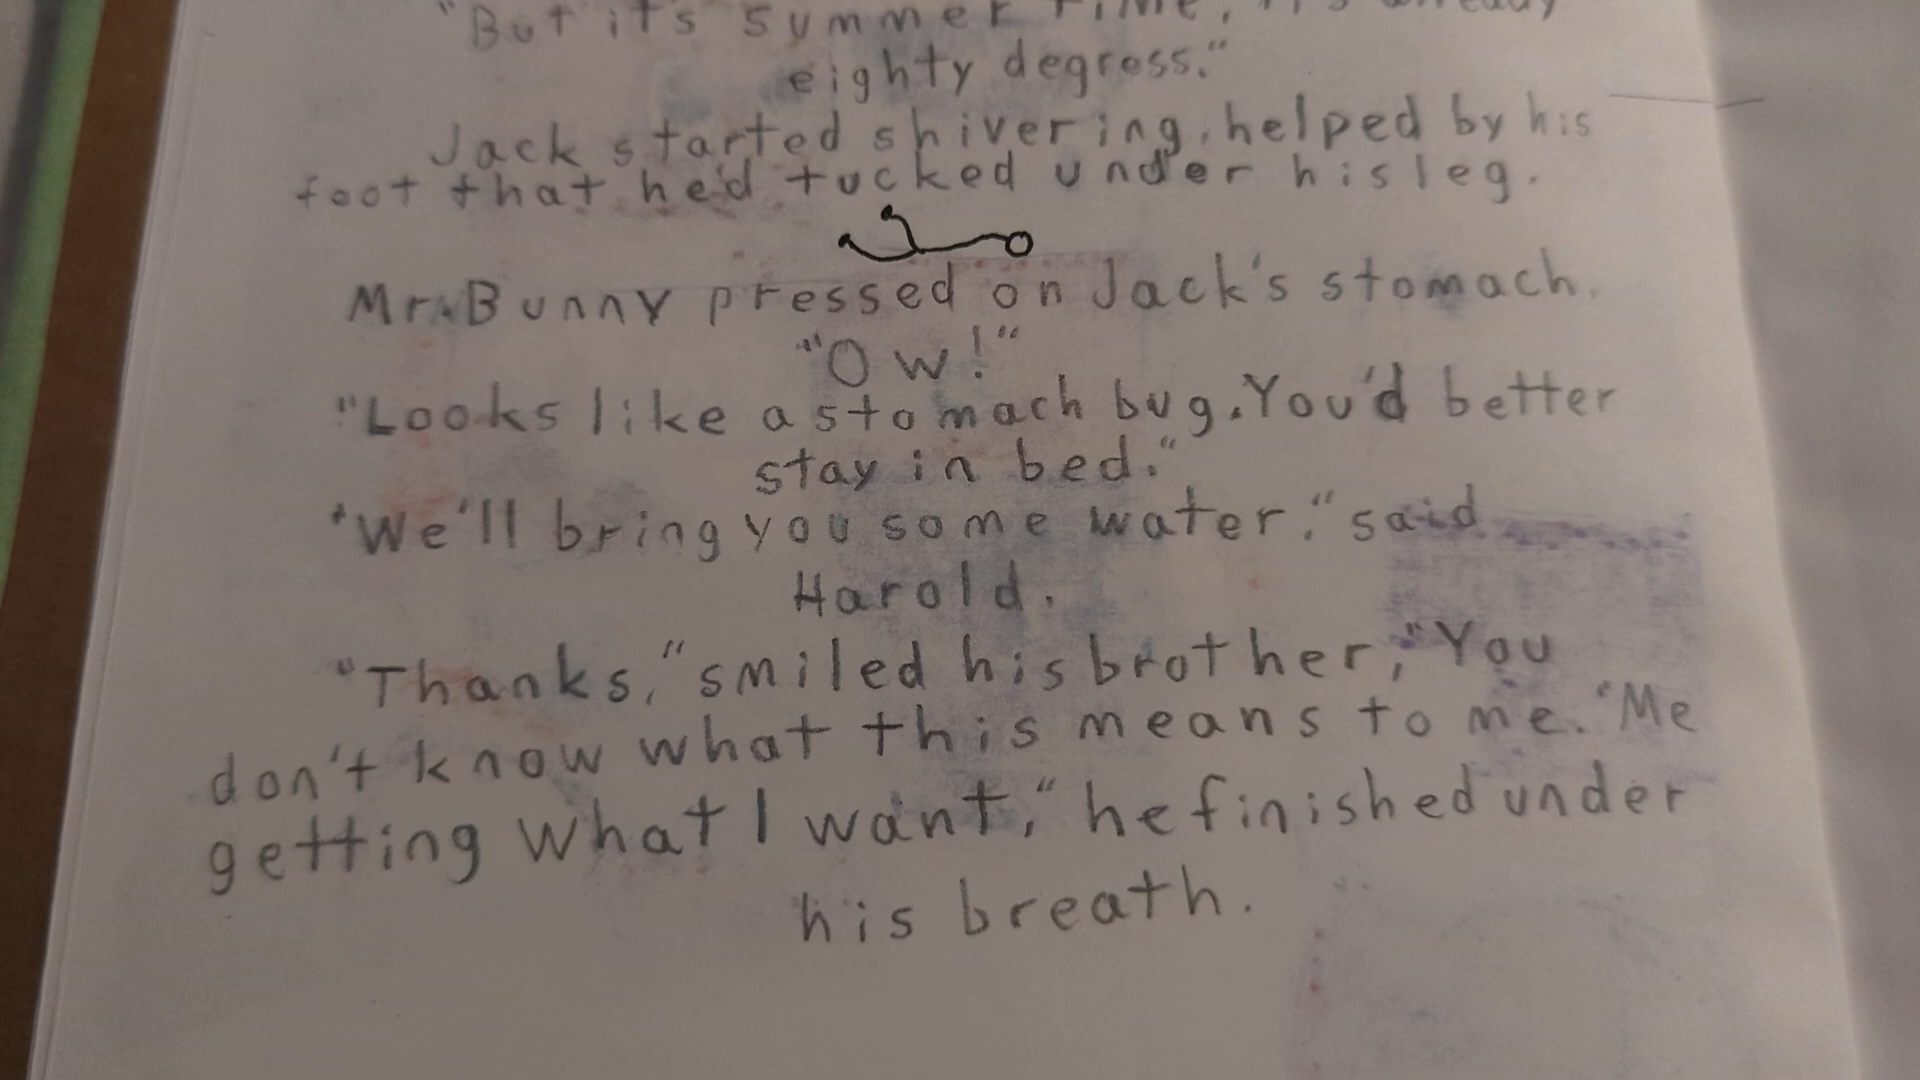 "But it's summer time, it's already
eighty degress."
Jack started shivering, helped by his
foot that he'd tucked under his leg.
Mr. Bunny pressed on Jack's stomach.
"Ow!"
"Looks like a stomach bug. You'd better
stay in bed."
"We'll bring you some water," said
Harold.
"Thanks," smiled his brother, "You
don't know what this means to me. "Me
getting what I want," he finished under
his breath.